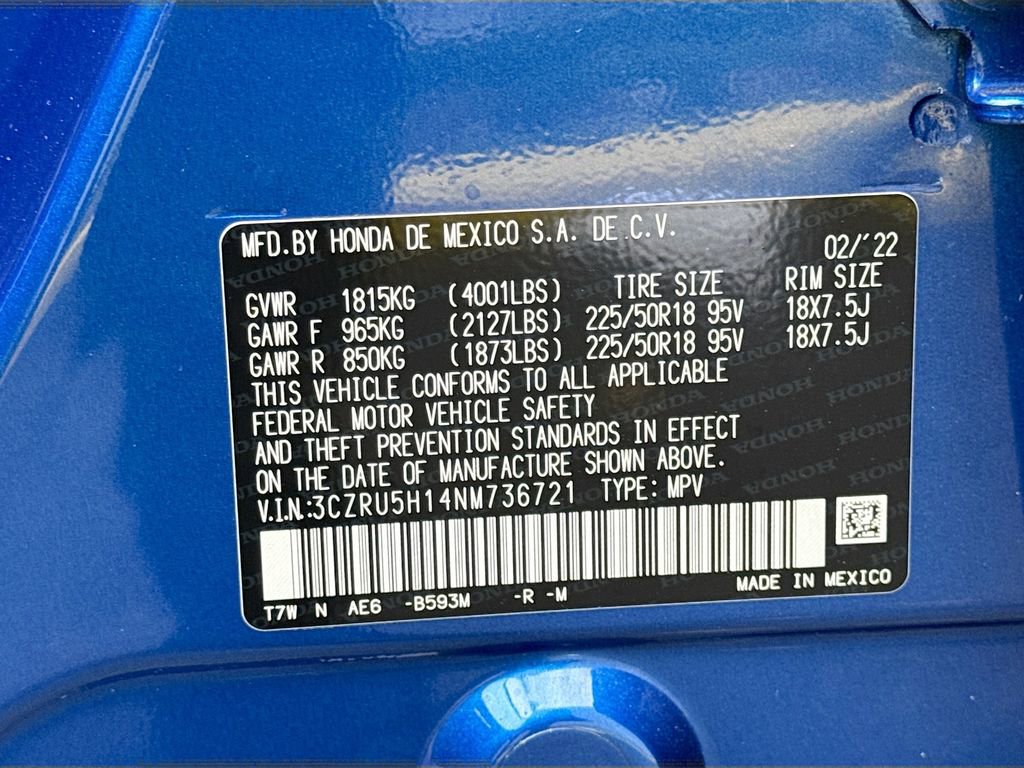 MFD.BY HONDA DE MEXICO S.A. DE C.V.
02/'22
GVWR 1815KG (4001LBS) TIRE SIZE RIM SIZE
GAWR F 965KG (2127LBS) 225/50R18 95V 18X7.5J
GAWR R 850KG (1873LBS) 225/50R18 95V 18X7.5J
THIS VEHICLE CONFORMS TO ALL APPLICABLE
FEDERAL MOTOR VEHICLE SAFETY
AND THEFT PREVENTION STANDARDS IN EFFECT
ON THE DATE OF MANUFACTURE SHOWN ABOVE.
V.I.N.:3CZRU5H14NM736721 TYPE: MPV
T7W N AE6 -B593M -R -M
MADE IN MEXICO